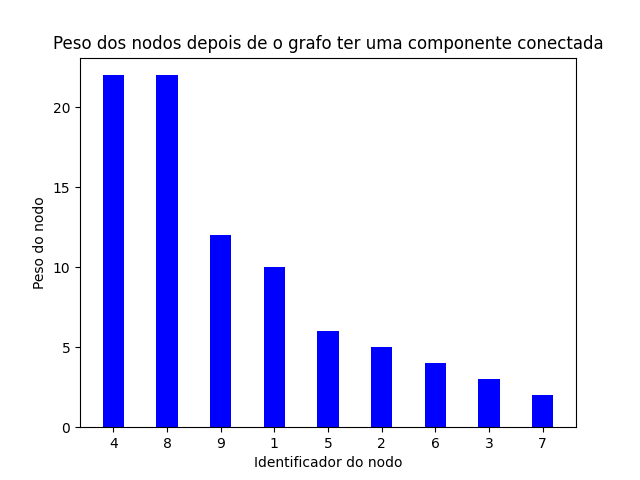 Peso dos nodos depois de o grafo ter uma componente conectada
Peso do nodo
20
15
10
5
0
4 8 9 1 5 2 6 3 7
Identificador do nodo